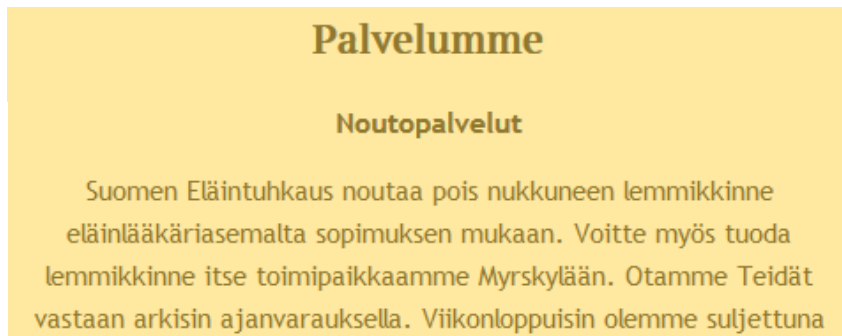 Palvelumme
Noutopalvelut
Suomen Eläintuhkaus noutaa pois nukkuneen lemmikkinne
eläinlääkäriasemalta sopimuksen mukaan. Voitte myös tuoda
lemmikkinne itse toimipaikkaamme Myrskylään. Otamme Teidät
vastaan arkisin ajanvarauksella. Viikonloppuisin olemme suljettuna